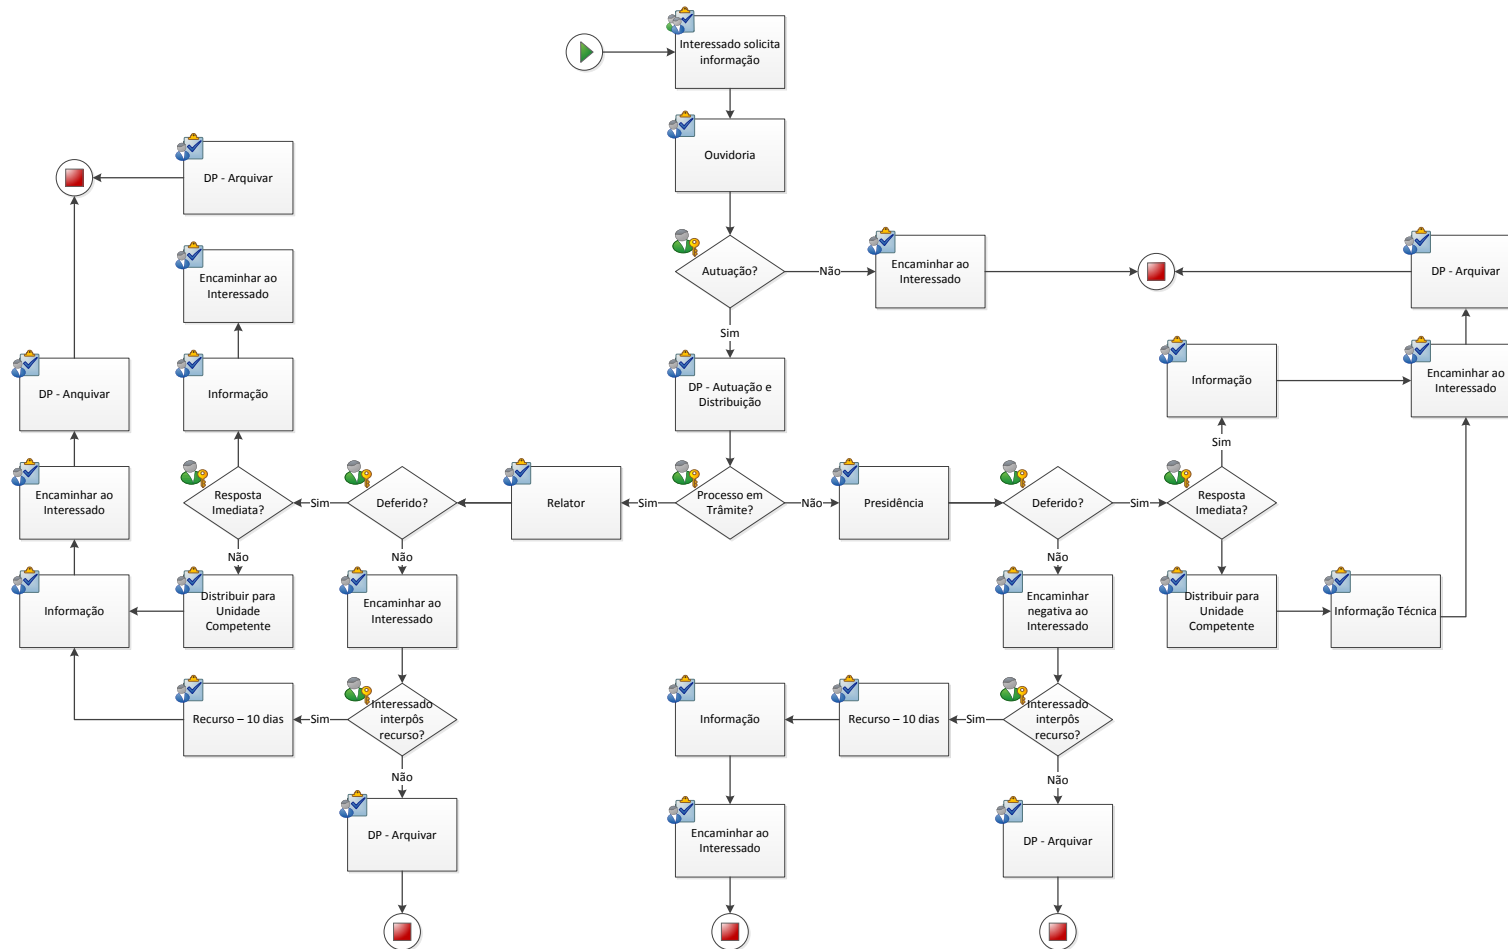 Interessado solicita
informação
Ouvidoria
DP - Arquivar
Autuação?
Não
Encaminhar ao
Interessado
DP - Arquivar
Encaminhar ao
Interessado
Sim
DP - Anquivar
Informação
DP - Autuação e
Distribuição
Informação
Encaminhar ao
Interessado
Sim
Encaminhar ao
Interessado
Resposta
Imediata?
Sim
Deferido?
Relator
Sim
Processo em
Trâmite?
Não
Presidência
Deferido?
Sim
Resposta
Imediata?
Não
Não
Não
Informação
Distribuir para
Unidade
Competente
Encaminhar ao
Interessado
Encaminhar
negativa ao
Interessado
Distribuir para
Unidade
Competente
Informação Técnica
Recurso – 10 dias
Sim
Interessado
interpôs
recurso?
Informação
Recurso – 10 dias
Sim
Interessado
interpôs
recurso?
Não
Não
DP - Arquivar
Encaminhar ao
Interessado
DP - Arquivar